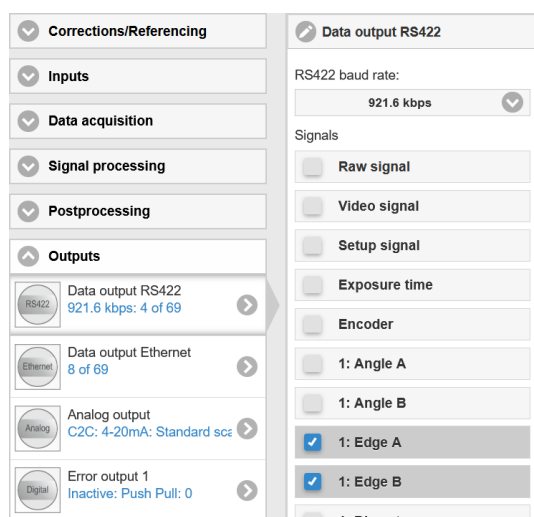 Corrections/Referencing
Inputs
Data acquisition
Signal processing
Postprocessing
Outputs
RS422
Data output RS422
921.6 kbps: 4 of 69
Ethernet
Data output Ethernet
8 of 69
Analog
Analog output
C2C: 4-20mA: Standard sca
Digital
Error output 1
Inactive: Push Pull: 0
Data output RS422
RS422 baud rate:
921.6 kbps
Signals
Raw signal
Video signal
Setup signal
Exposure time
Encoder
1: Angle A
1: Angle B
1: Edge A
1: Edge B